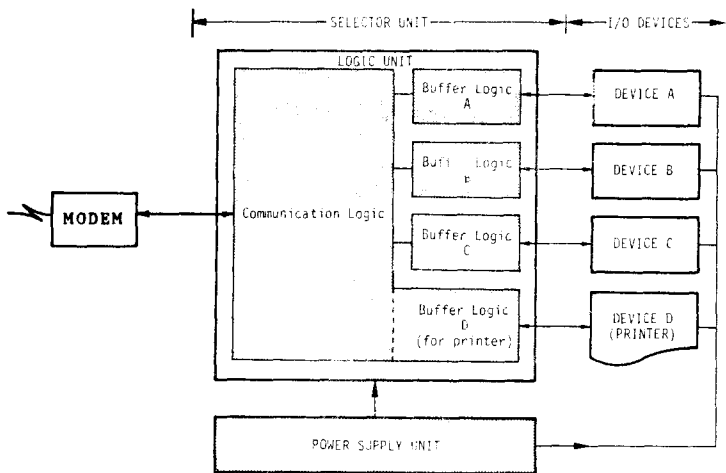 SELECTOR UNIT
I/O DEVICES
LOGIC UNIT
Buffer Logic
A
DEVICE A
Logic
DEVICE B
MODEM
Communication Logic
Buffer Logic
C
DEVICE C
Buffer Logic
D
(for printer)
DEVICE D
(PRINTER)
POWER SUPPLY UNIT